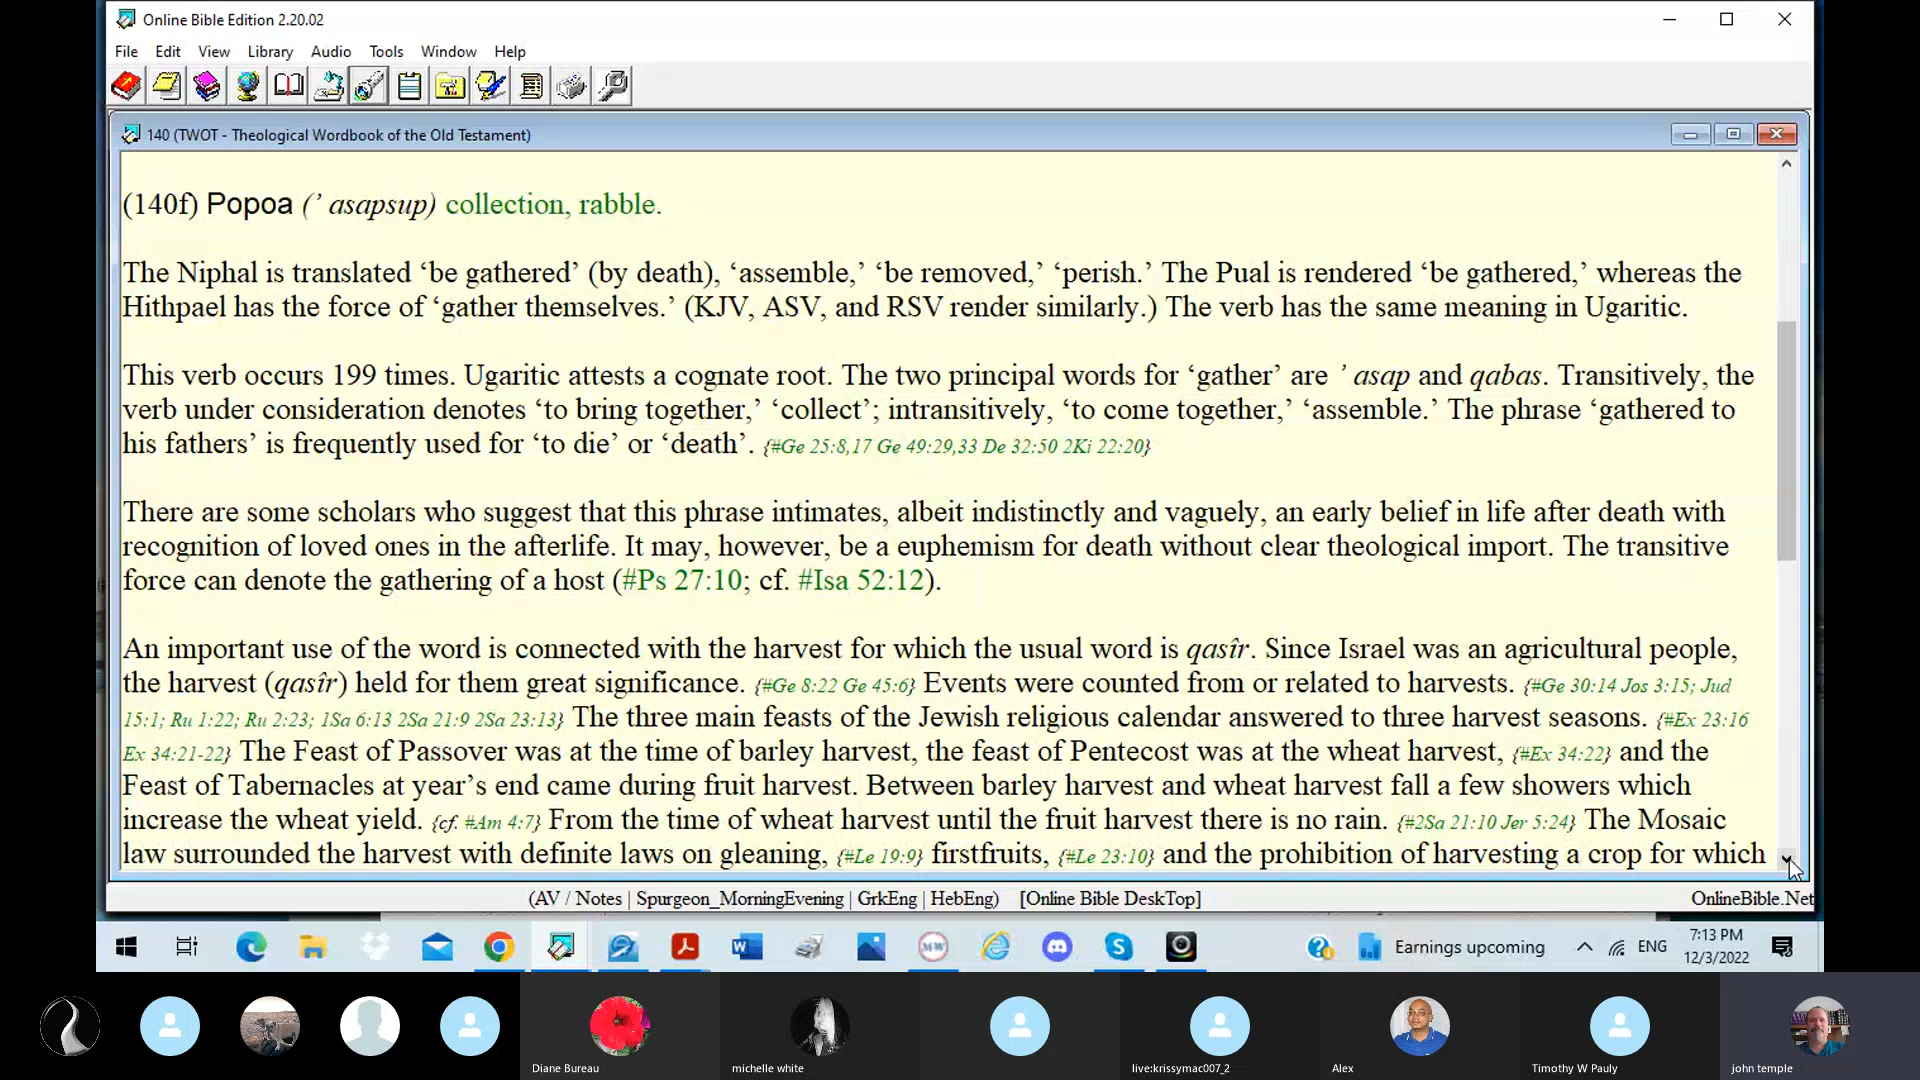 Online Bible Edition 2.20.02
File Edit View Library Audio Tools Window Help
140 (TWOT - Theological Wordbook of the Old Testament)
(140f) Popoa (’ asapsup) collection, rabble.
The Niphal is translated ‘be gathered’ (by death), ‘assemble,’ ‘be removed,’ ‘perish.’ The Pual is rendered ‘be gathered,’ whereas the
Hithpael has the force of ‘gather themselves.’ (KJV, ASV, and RSV render similarly.) The verb has the same meaning in Ugaritic.
This verb occurs 199 times. Ugaritic attests a cognate root. The two principal words for ‘gather’ are ’ asap and qabas. Transitively, the
verb under consideration denotes ‘to bring together,’ ‘collect’; intransitively, ‘to come together,’ ‘assemble.’ The phrase ‘gathered to
his fathers’ is frequently used for ‘to die’ or ‘death’. {#Ge 25:8,17 Ge 49:29,33 De 32:50 2Ki 22:20}
There are some scholars who suggest that this phrase intimates, albeit indistinctly and vaguely, an early belief in life after death with
recognition of loved ones in the afterlife. It may, however, be a euphemism for death without clear theological import. The transitive
force can denote the gathering of a host (#Ps 27:10; cf. #Isa 52:12).
An important use of the word is connected with the harvest for which the usual word is qasîr. Since Israel was an agricultural people,
the harvest (qasîr) held for them great significance. {#Ge 8:22 Ge 45:6} Events were counted from or related to harvests. {#Ge 30:14 Jos 3:15; Jud
15:1; Ru 1:22; Ru 2:23; 1Sa 6:13 2Sa 21:9 2Sa 23:13} The three main feasts of the Jewish religious calendar answered to three harvest seasons. {#Ex 23:16
Ex 34:21-22} The Feast of Passover was at the time of barley harvest, the feast of Pentecost was at the wheat harvest, {#Ex 34:22} and the
Feast of Tabernacles at year’s end came during fruit harvest. Between barley harvest and wheat harvest fall a few showers which
increase the wheat yield. {cf. #Am 4:7} From the time of wheat harvest until the fruit harvest there is no rain. {#2Sa 21:10 Jer 5:24} The Mosaic
law surrounded the harvest with definite laws on gleaning, {#Le 19:9} firstfruits, {#Le 23:10} and the prohibition of harvesting a crop for which
(AV / Notes | Spurgeon_MorningEvening | GrkEng | HebEng) [Online Bible DeskTop] OnlineBible.Net
Earnings upcoming ENG 7:13 PM
12/3/2022
Diane Bureau michelle white live:krissymac007_2 Alex Timothy W Pauly john temple